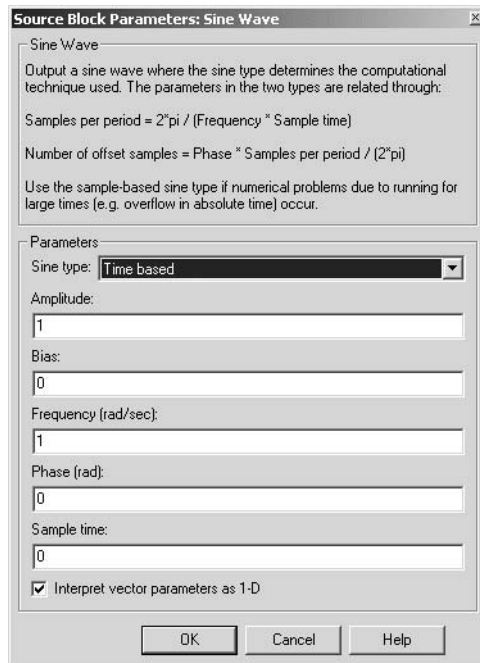 Source Block Parameters: Sine Wave
Sine Wave
Output a sine wave where the sine type determines the computational
technique used. The parameters in the two types are related through:
Samples per period = 2*pi / (Frequency * Sample time)
Number of offset samples = Phase * Samples per period / (2*pi)
Use the sample-based sine type if numerical problems due to running for
large times (e.g. overflow in absolute time) occur.
Parameters
Sine type: Time based
Amplitude:
1
Bias:
0
Frequency (rad/sec):
1
Phase (rad):
0
Sample time:
0
Interpret vector parameters as 1-D
OK Cancel Help